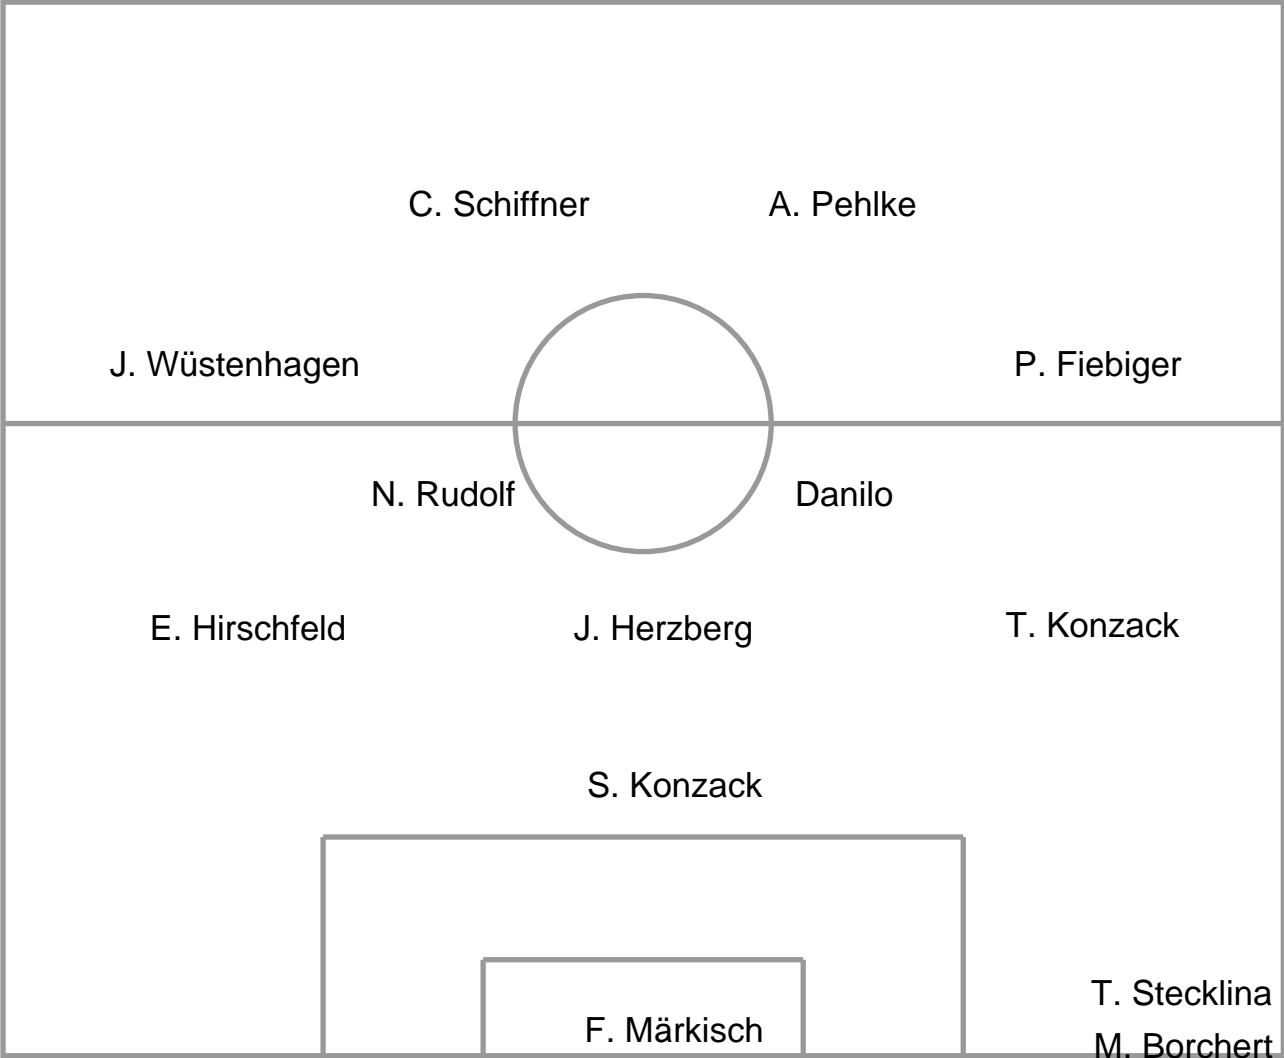 C. Schiffner A. Pehlke
J. Wüstenhagen P. Fiebiger
N. Rudolf Danilo
E. Hirschfeld J. Herzberg T. Konzack
S. Konzack
T. Stecklina
F. Märkisch
M. Borchert